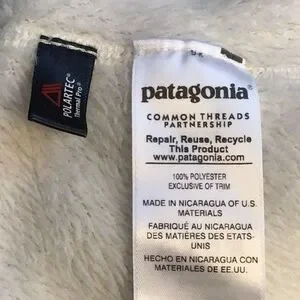 POLARTEC®
Thermal Pro®
patagonia®
COMMON THREADS
PARTNERSHIP
Repair, Reuse, Recycle
This Product
www.patagonia.com
100% POLYESTER
EXCLUSIVE OF TRIM
MADE IN NICARAGUA OF U.S.
MATERIALS
FABRIQUÉ AU NICARAGUA
DES MATIÈRES DES ÉTATS-
UNIS
HECHO EN NICARAGUA CON
MATERIALES DE EE.UU.